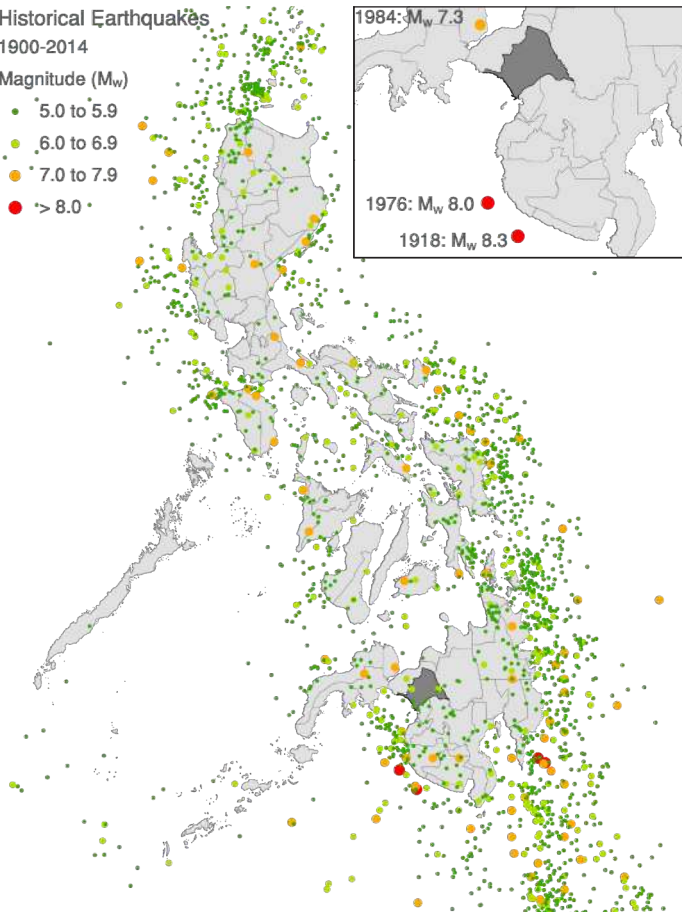 Historical Earthquakes
1900-2014
Magnitude (Mw)
5.0 to 5.9
6.0 to 6.9
7.0 to 7.9
> 8.0
1984: Mw 7.3
1976: Mw 8.0
1918: Mw 8.3